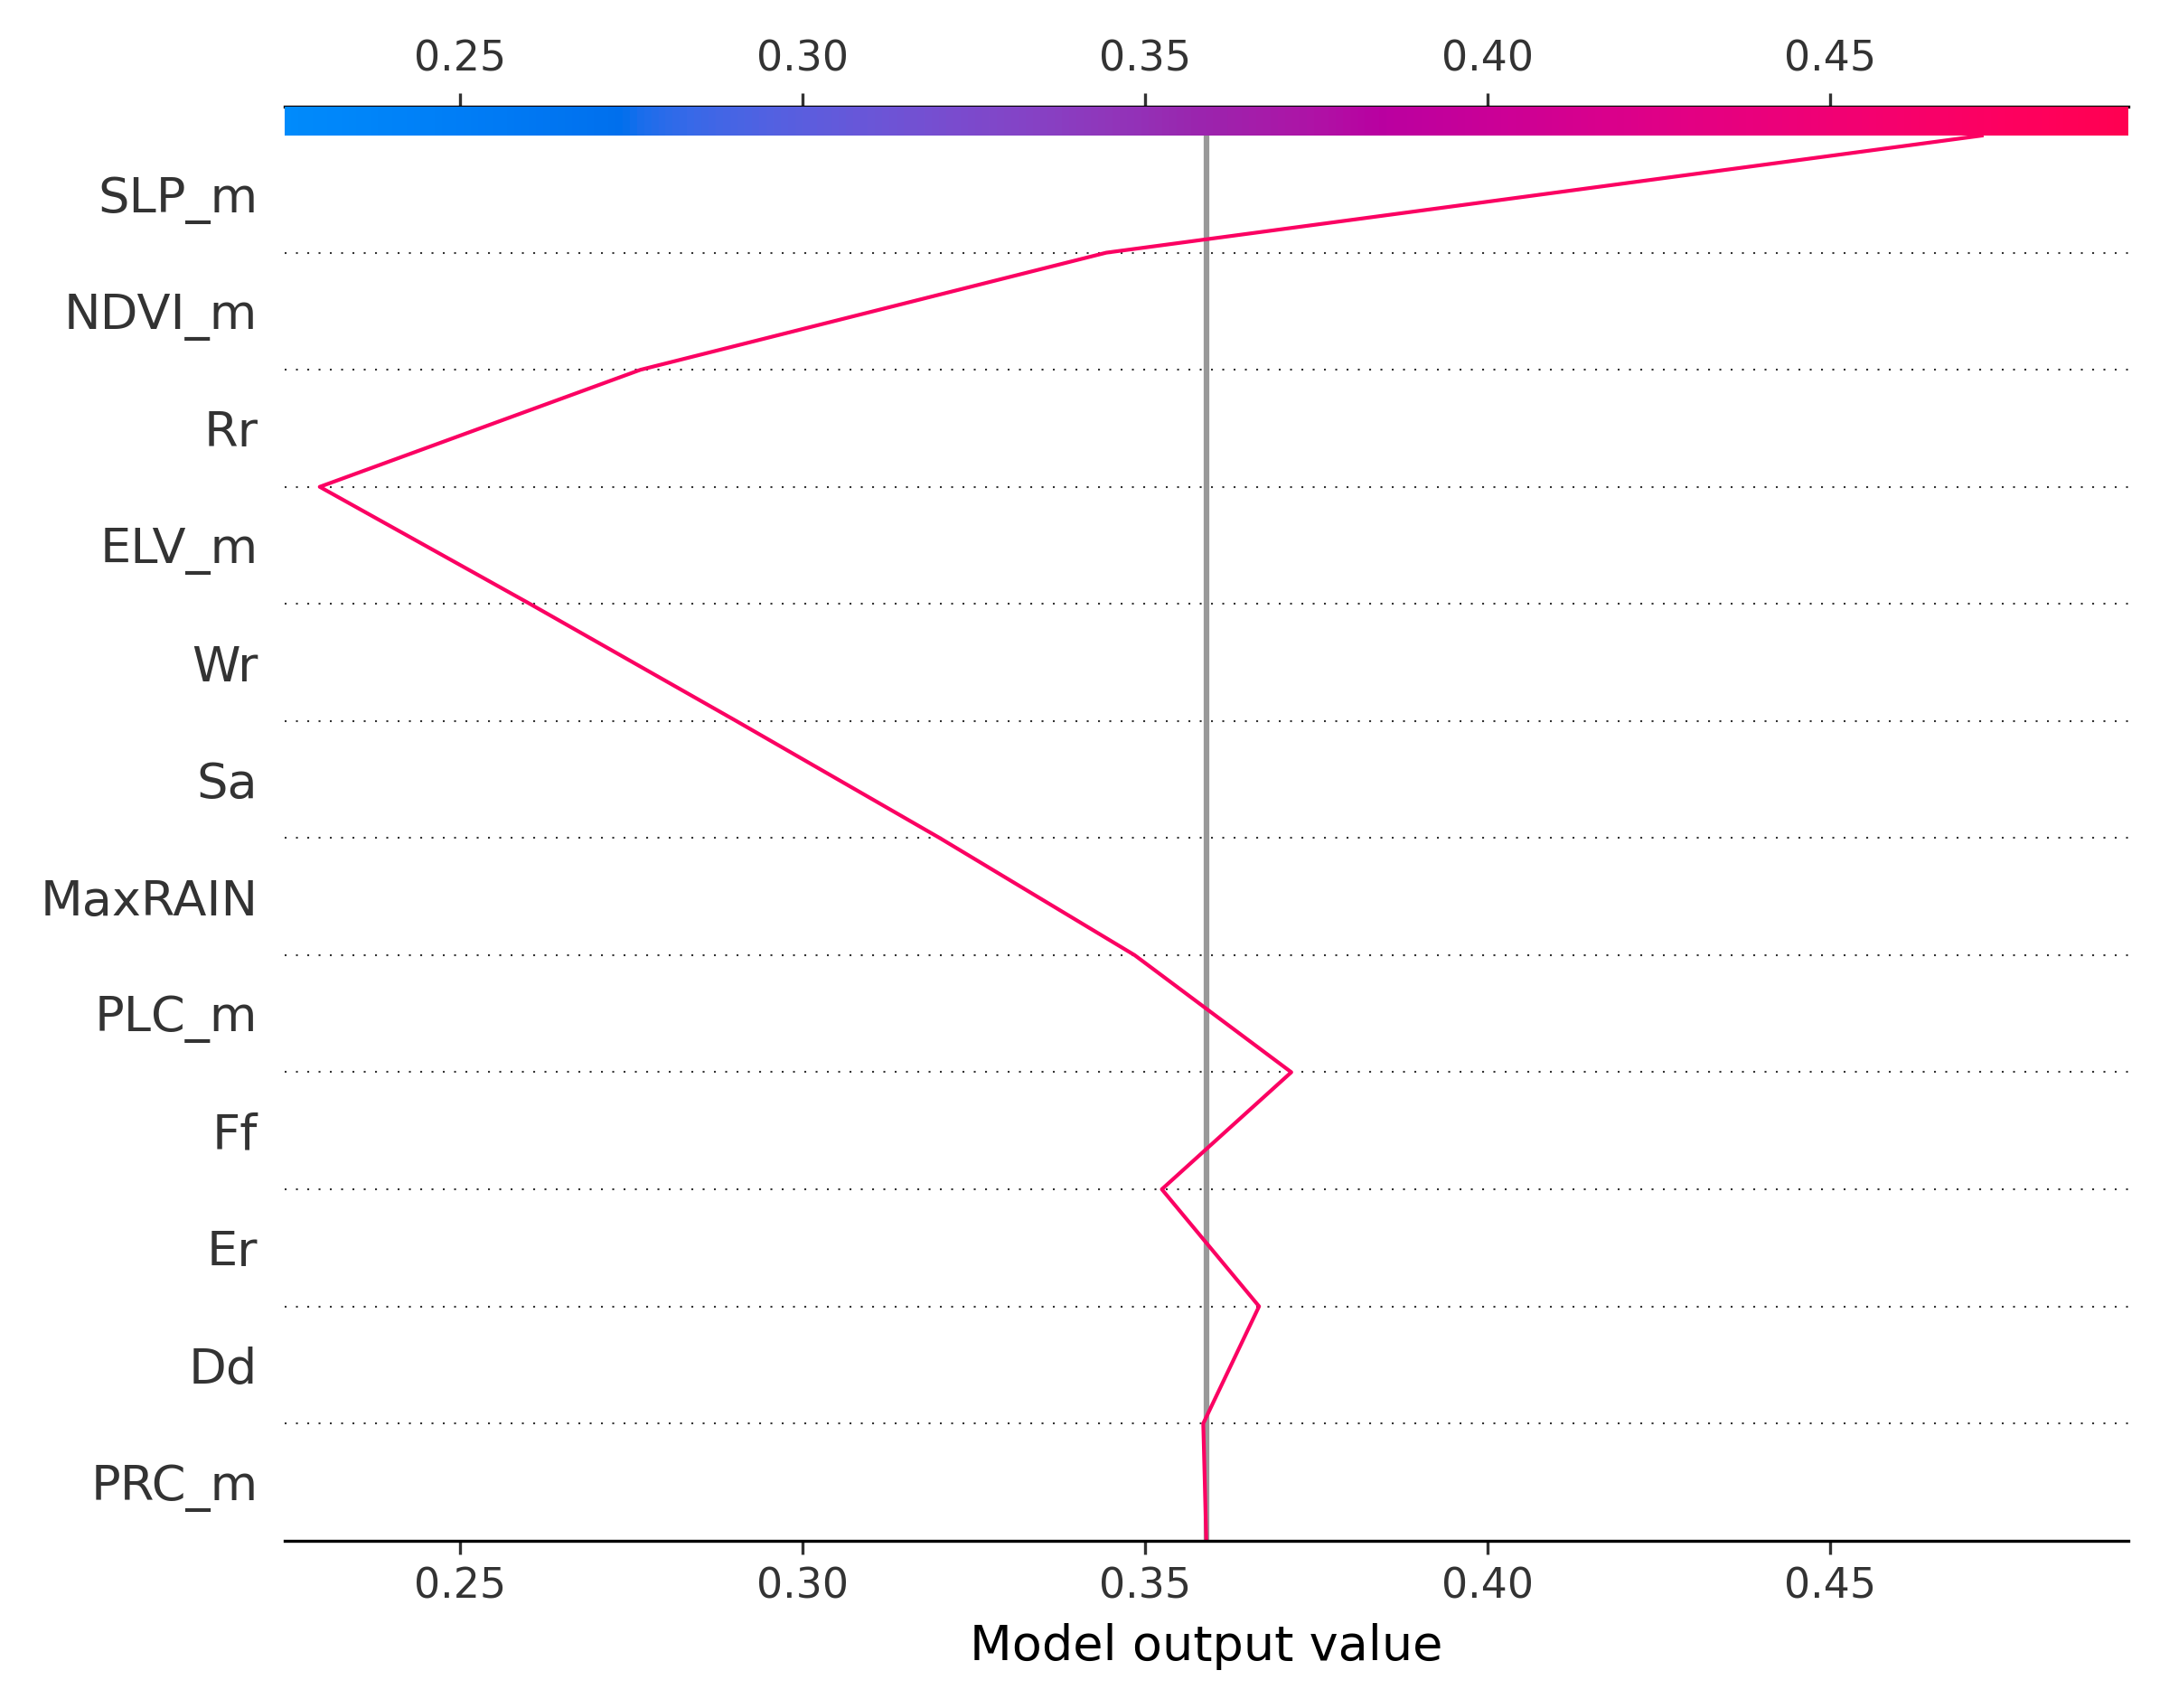 0.25 0.30 0.35 0.40 0.45
SLP_m
NDVI_m
Rr
ELV_m
Wr
Sa
MaxRAIN
PLC_m
Ff
Er
Dd
PRC_m
0.25 0.30 0.35 0.40 0.45
Model output value